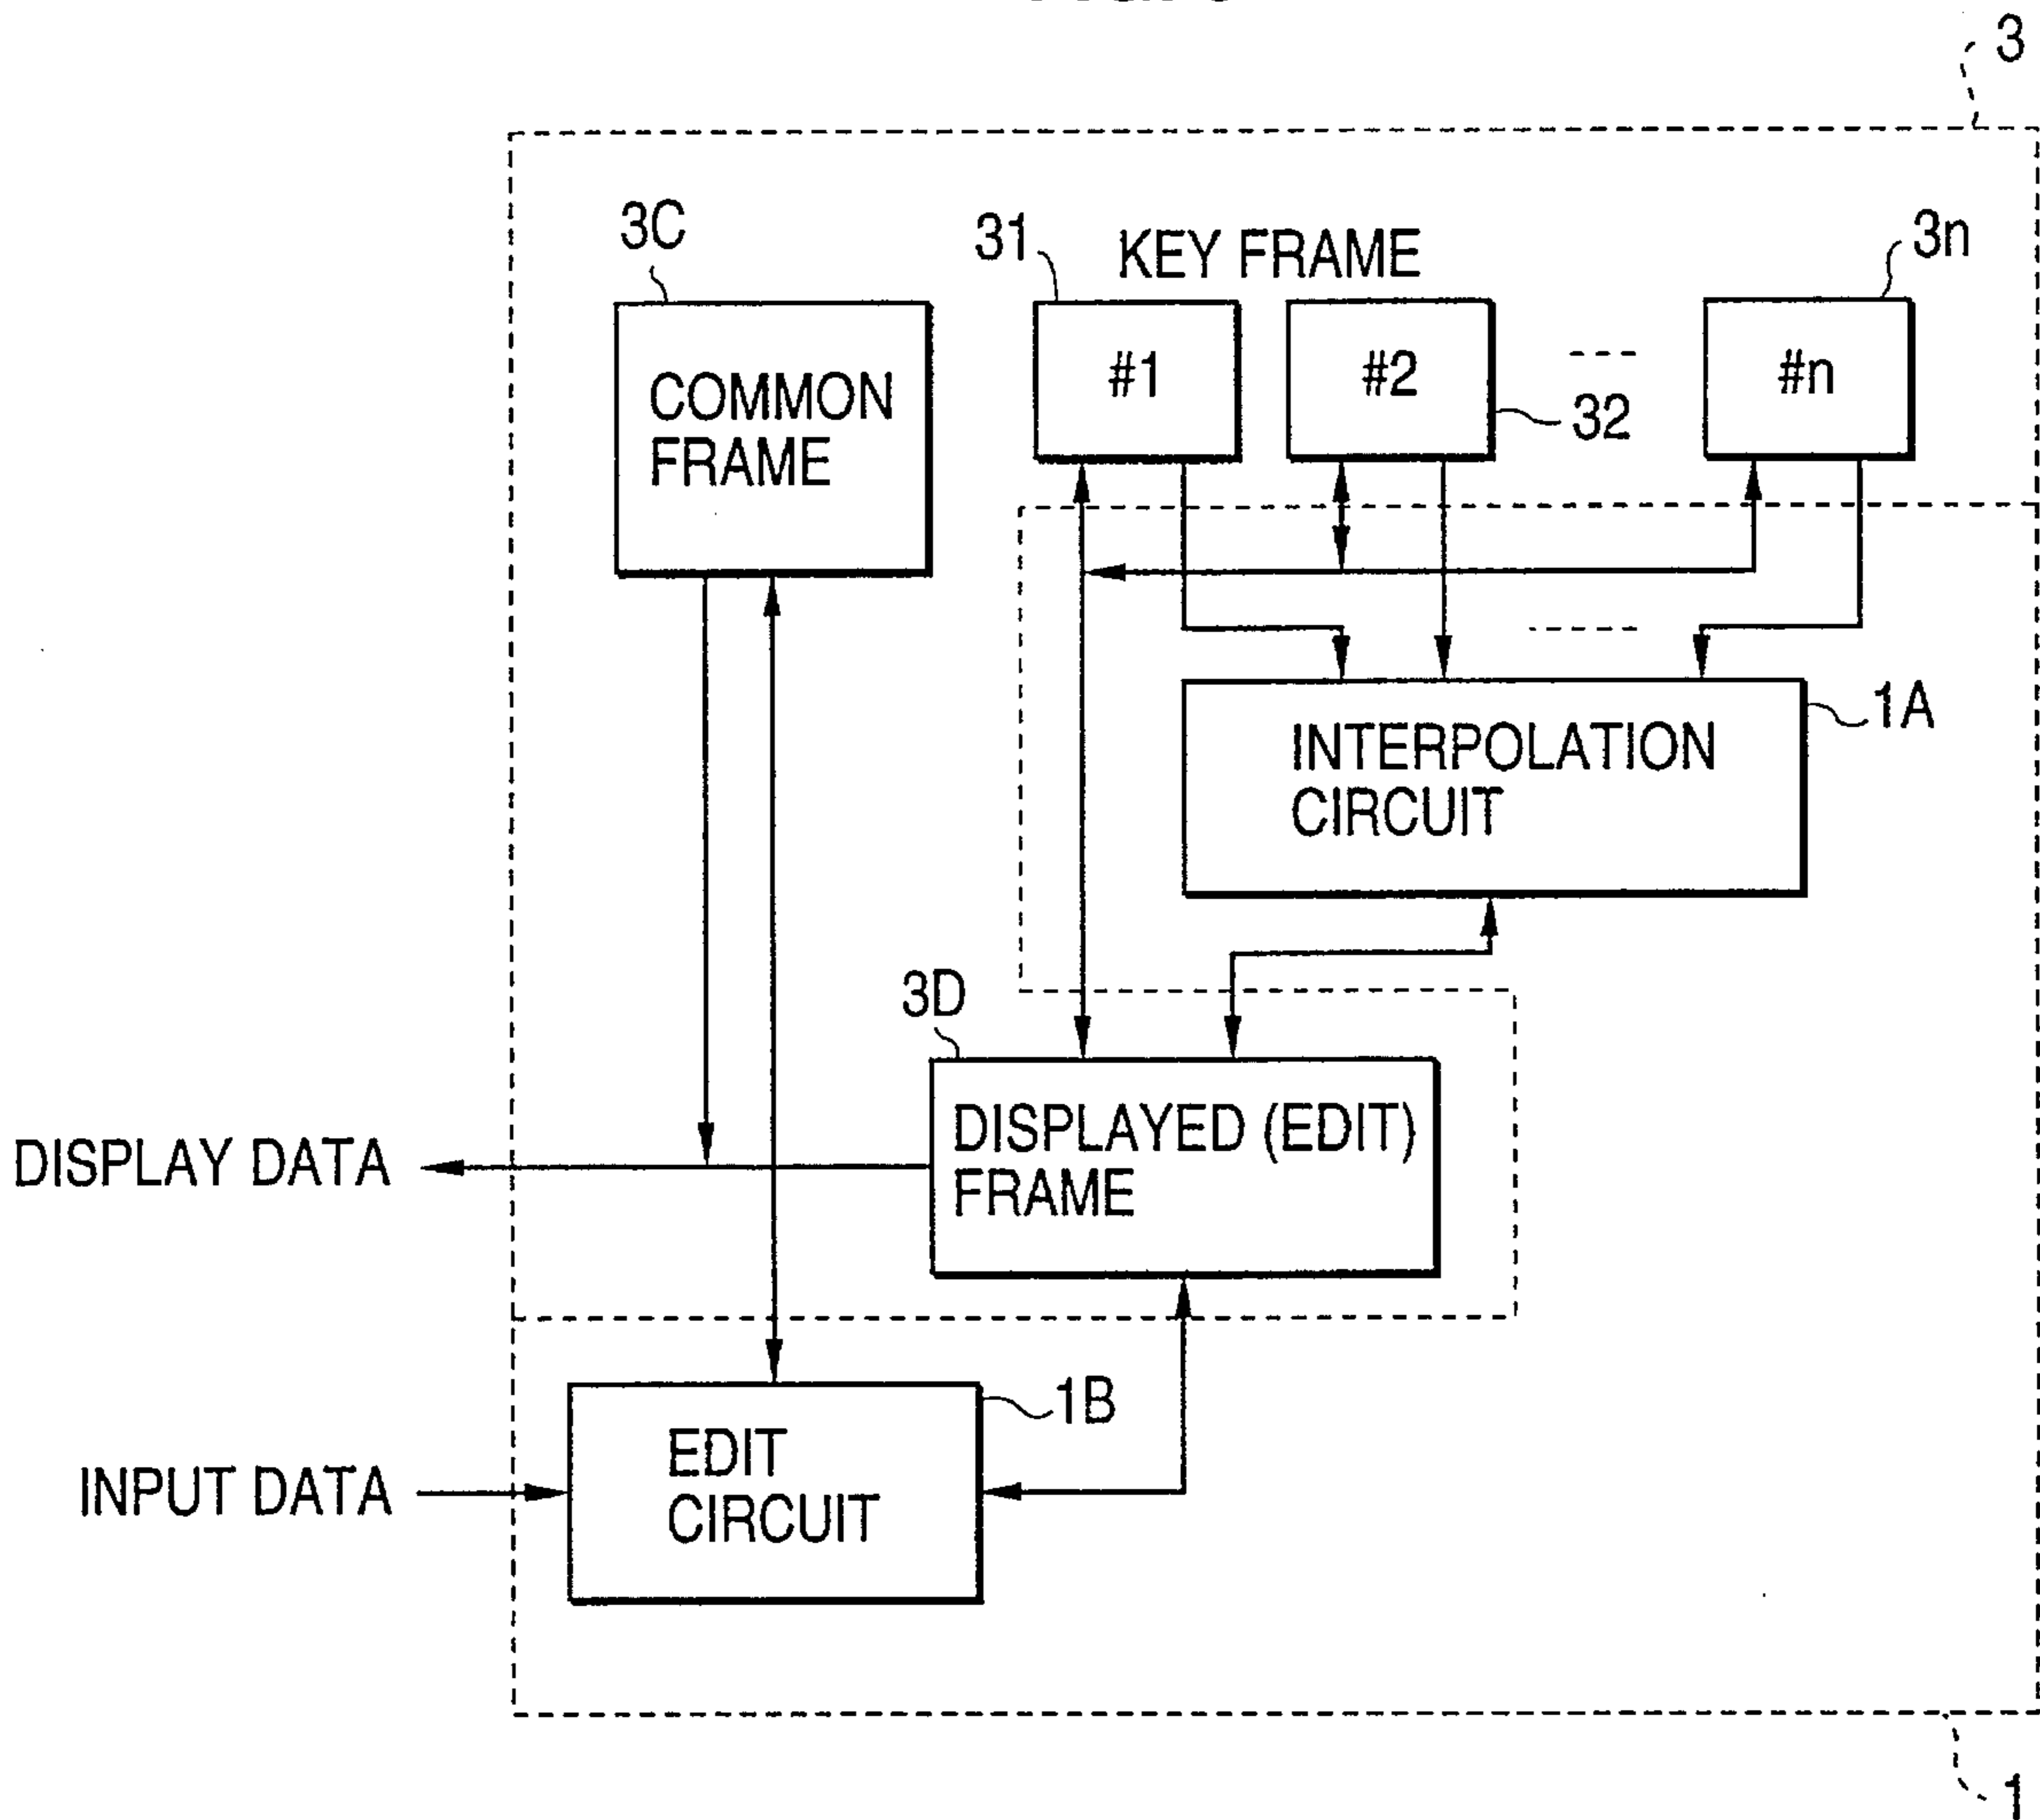 3
3C
31
KEY FRAME
3n
COMMON
FRAME
#1
#2
#n
32
1A
INTERPOLATION
CIRCUIT
3D
DISPLAYED (EDIT)
FRAME
DISPLAY DATA
1B
EDIT
CIRCUIT
INPUT DATA
1